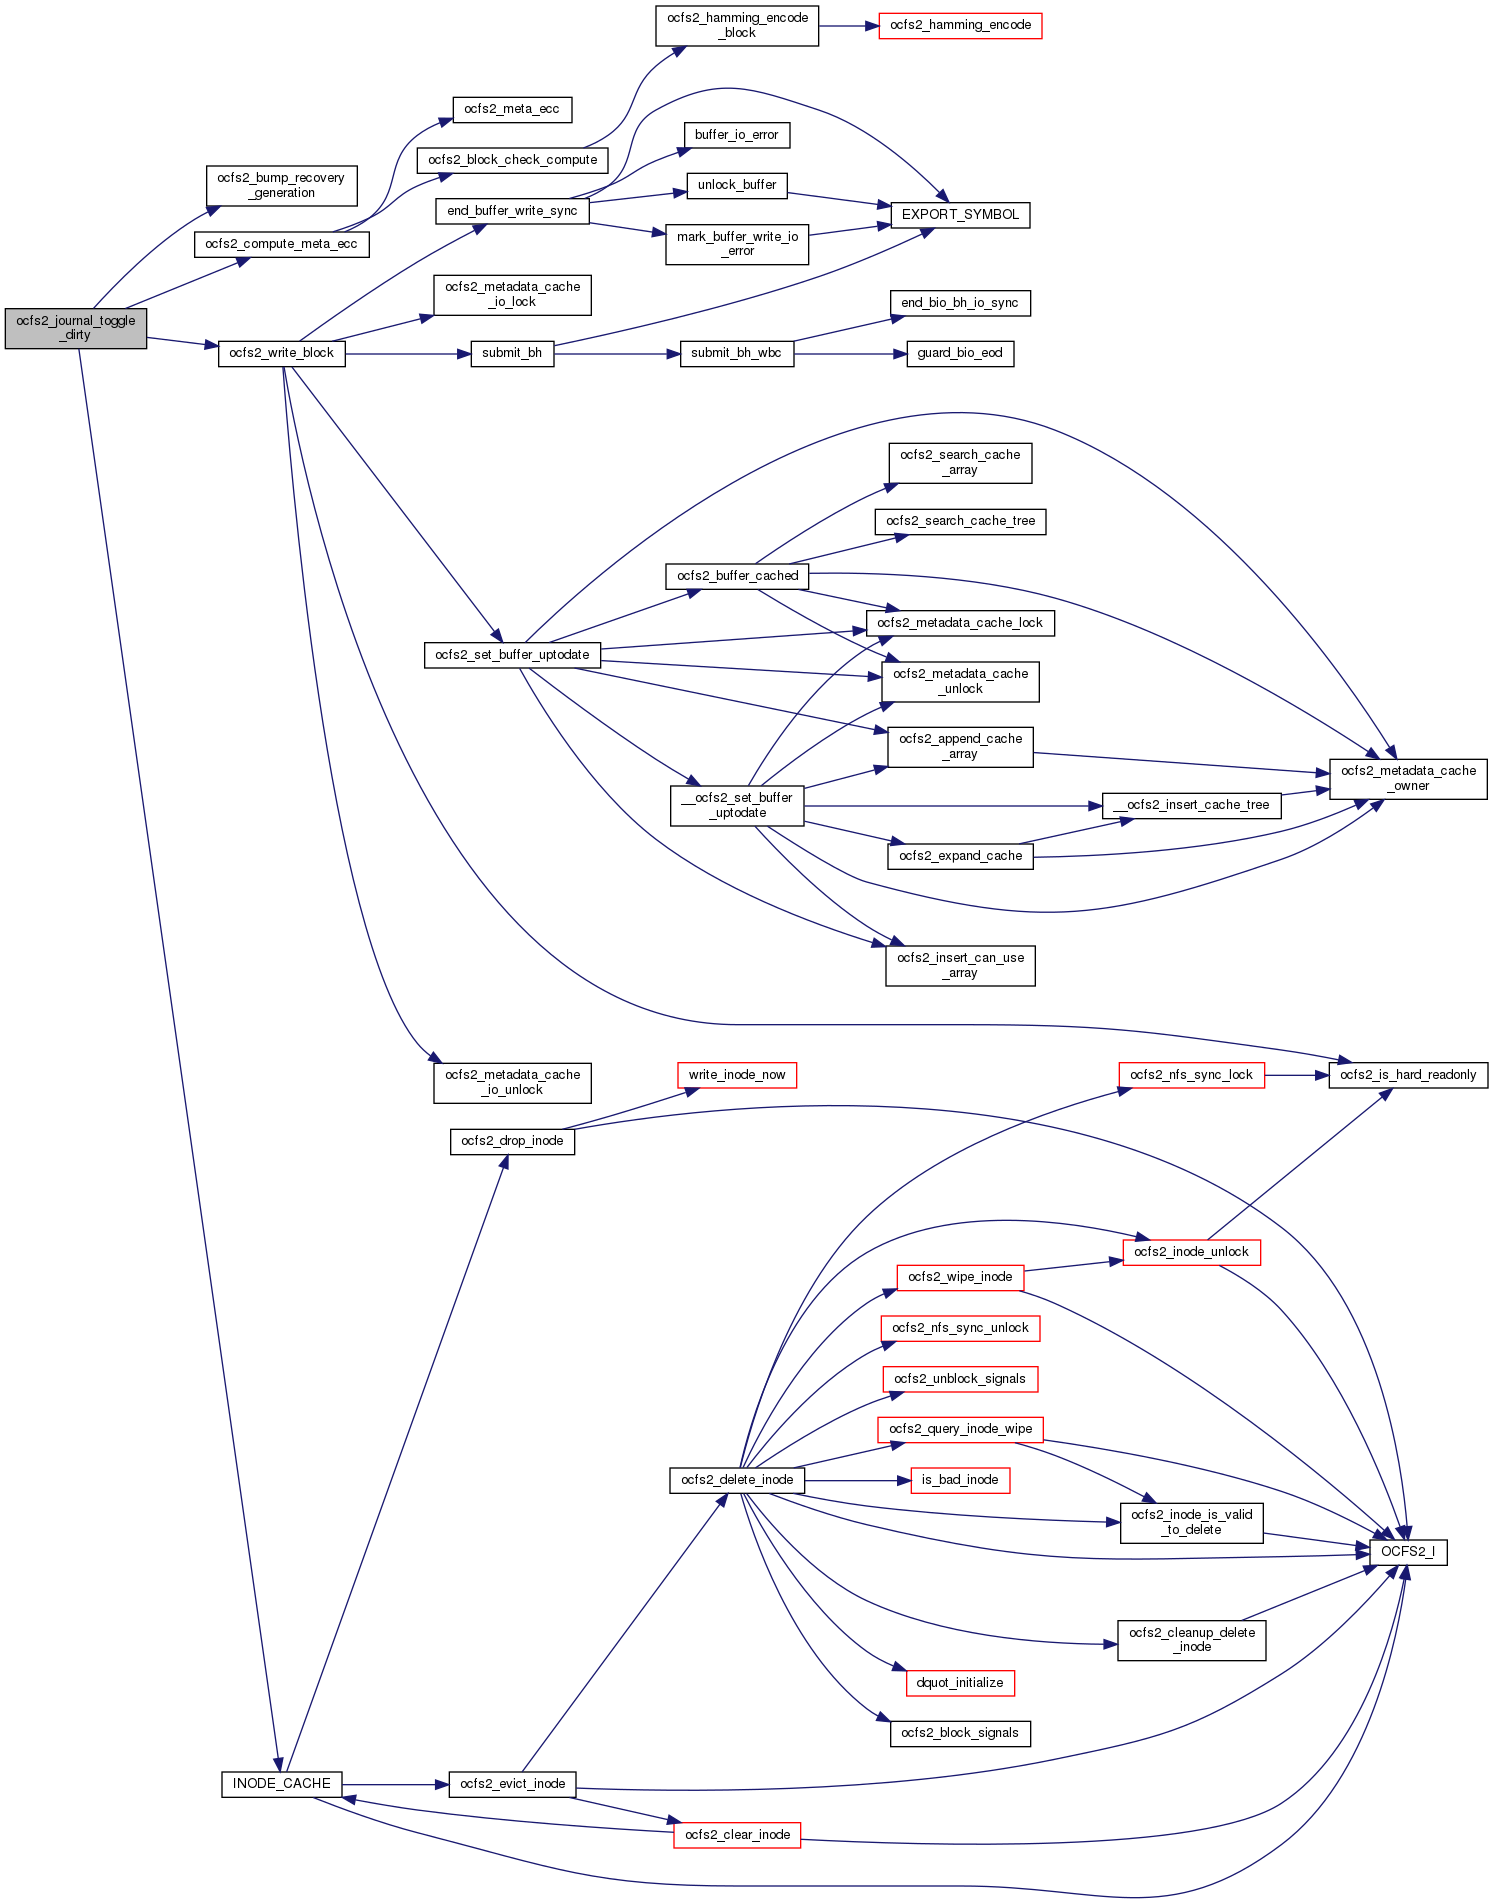 ocfs2_hamming_encode
_block
ocfs2_hamming_encode
ocfs2_meta_ecc
buffer_io_error
ocfs2_block_check_compute
ocfs2_bump_recovery
_generation
unlock_buffer
end_buffer_write_sync
EXPORT_SYMBOL
ocfs2_compute_meta_ecc
mark_buffer_write_io
_error
ocfs2_metadata_cache
_io_lock
end_bio_bh_io_sync
ocfs2_journal_toggle
_dirty
ocfs2_write_block
submit_bh
submit_bh_wbc
guard_bio_eod
ocfs2_search_cache
_array
ocfs2_search_cache_tree
ocfs2_buffer_cached
ocfs2_metadata_cache_lock
ocfs2_set_buffer_uptodate
ocfs2_metadata_cache
_unlock
ocfs2_append_cache
_array
ocfs2_metadata_cache
_owner
__ocfs2_set_buffer
_uptodate
__ocfs2_insert_cache_tree
ocfs2_expand_cache
ocfs2_insert_can_use
_array
ocfs2_metadata_cache
_io_unlock
write_inode_now
ocfs2_nfs_sync_lock
ocfs2_is_hard_readonly
ocfs2_drop_inode
ocfs2_inode_unlock
ocfs2_wipe_inode
ocfs2_nfs_sync_unlock
ocfs2_unblock_signals
ocfs2_query_inode_wipe
ocfs2_delete_inode
is_bad_inode
ocfs2_inode_is_valid
_to_delete
OCFS2_I
ocfs2_cleanup_delete
_inode
dquot_initialize
ocfs2_block_signals
INODE_CACHE
ocfs2_evict_inode
ocfs2_clear_inode